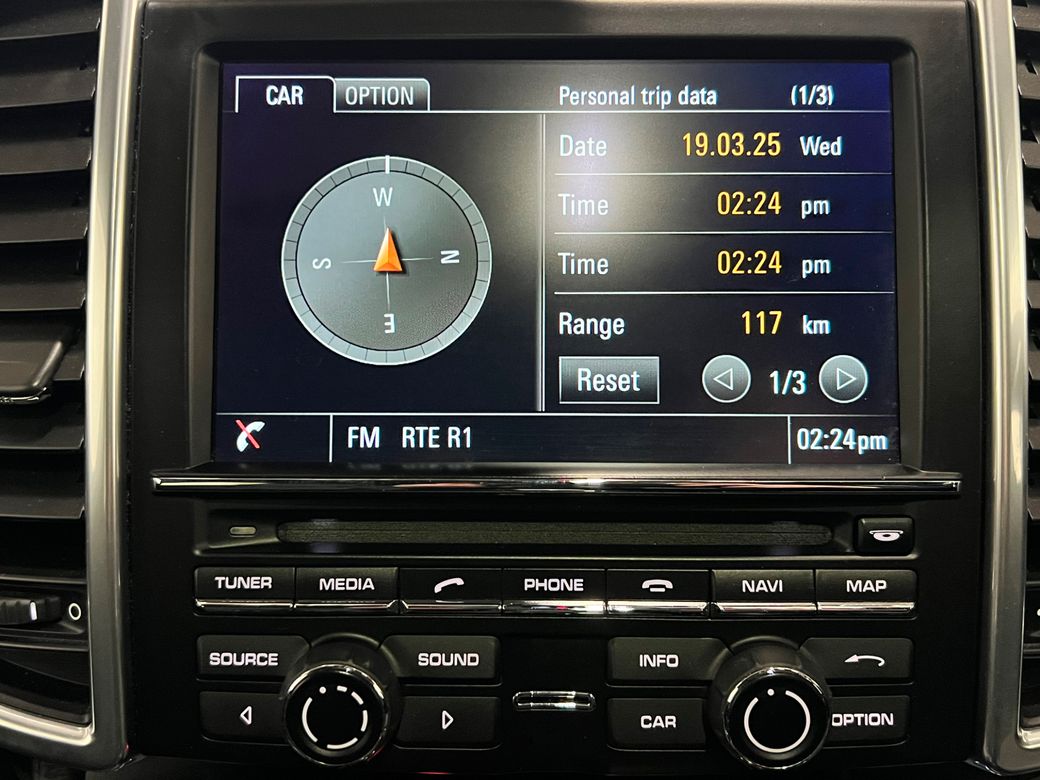 CAR OPTION Personal trip data (1/3)
Date 19.03.25 Wed
Time 02:24 pm
Time 02:24 pm
Range 117 km
Reset 1/3
W
S N
E
FM RTE R1 02:24pm
TUNER MEDIA PHONE NAVI MAP
SOURCE SOUND INFO
CAR OPTION